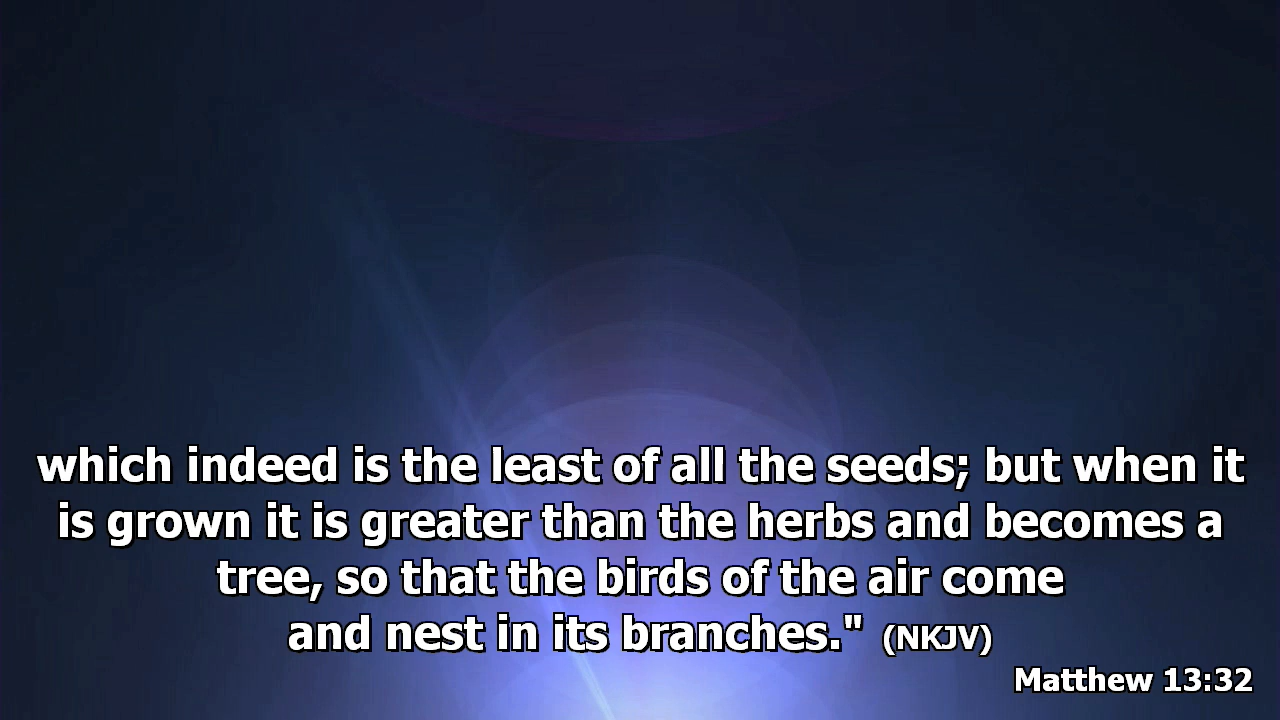 which indeed is the least of all the seeds; but when it
is grown it is greater than the herbs and becomes a
tree, so that the birds of the air come
and nest in its branches." (NKJV)
Matthew 13:32